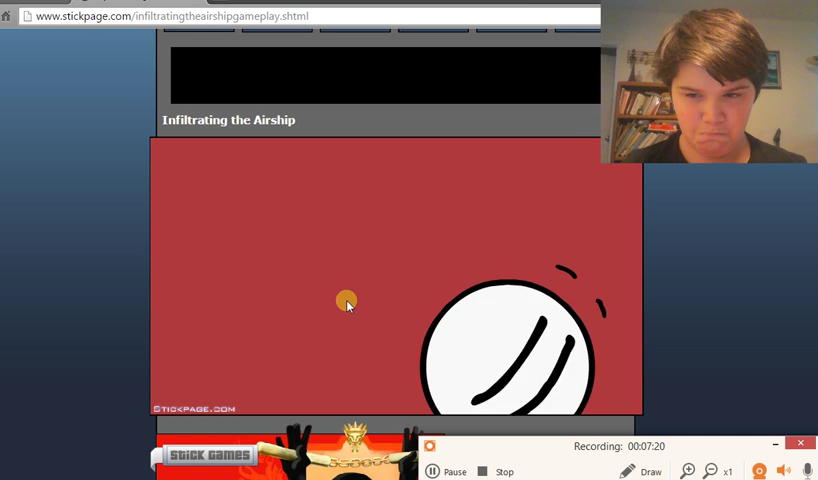 www.stickpage.com/infiltratingtheairshipgameplay.shtml
Infiltrating the Airship
STICKPAGE.COM
STICK GAMES
Recording: 00:07:20
Pause
Stop
Draw
x1